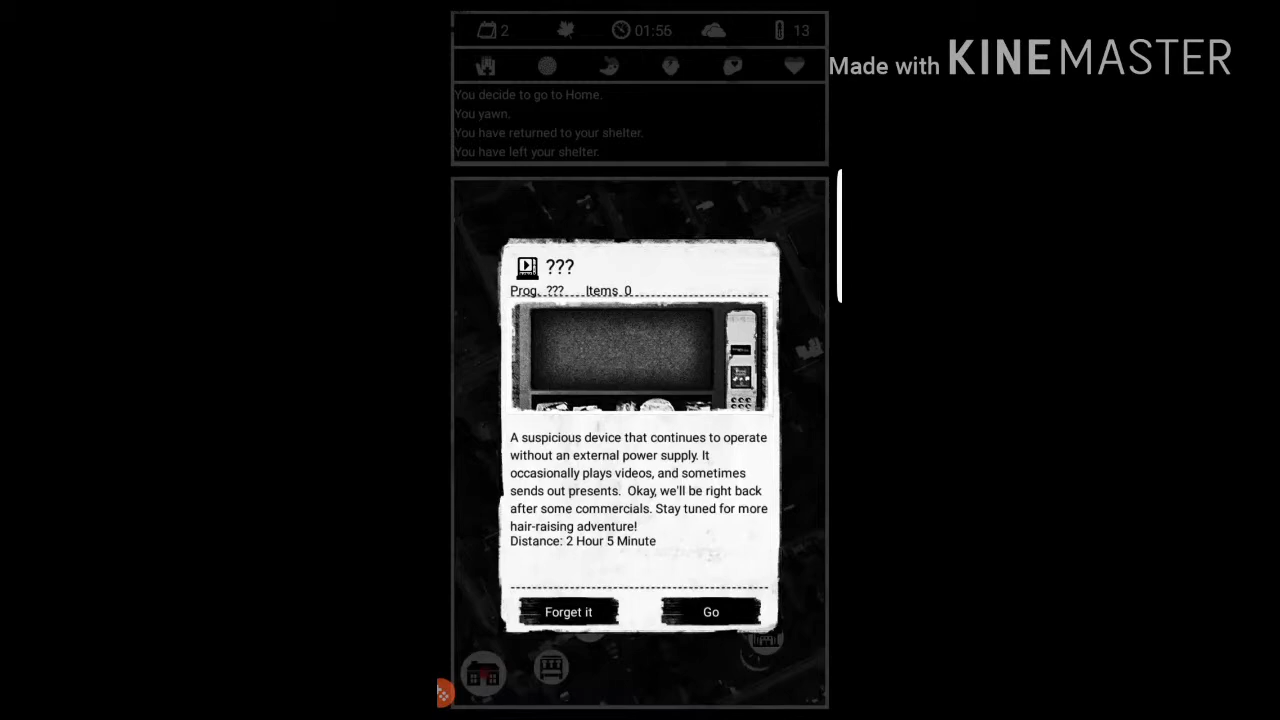 2 01:56 13
Made with KINEMASTER
You decide to go to Home.
You yawn.
You have returned to your shelter.
You have left your shelter.
???
Prog. ??? Items 0
A suspicious device that continues to operate
without an external power supply. It
occasionally plays videos, and sometimes
sends out presents. Okay, we'll be right back
after some commercials. Stay tuned for more
hair-raising adventure!
Distance: 2 Hour 5 Minute
Forget it Go